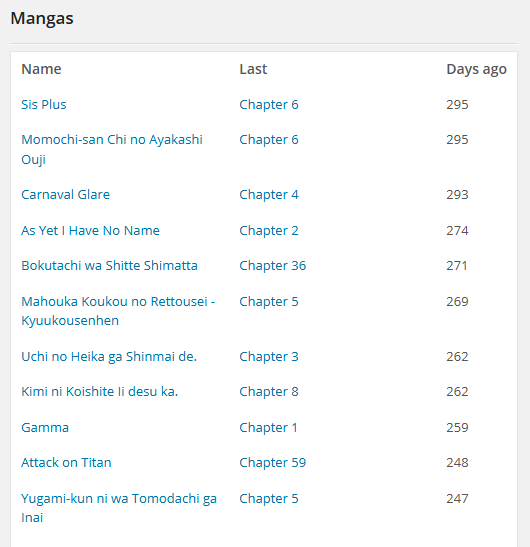 Mangas
Name Last Days ago
Sis Plus Chapter 6 295
Momochi-san Chi no Ayakashi Chapter 6 295
Ouji
Carnaval Glare Chapter 4 293
As Yet I Have No Name Chapter 2 274
Bokutachi wa Shitte Shimatta Chapter 36 271
Mahouka Koukou no Rettousei - Chapter 5 269
Kyuukousenhen
Uchi no Heika ga Shinmai de. Chapter 3 262
Kimi ni Koishite Ii desu ka. Chapter 8 262
Gamma Chapter 1 259
Attack on Titan Chapter 59 248
Yugami-kun ni wa Tomodachi ga Chapter 5 247
Inai